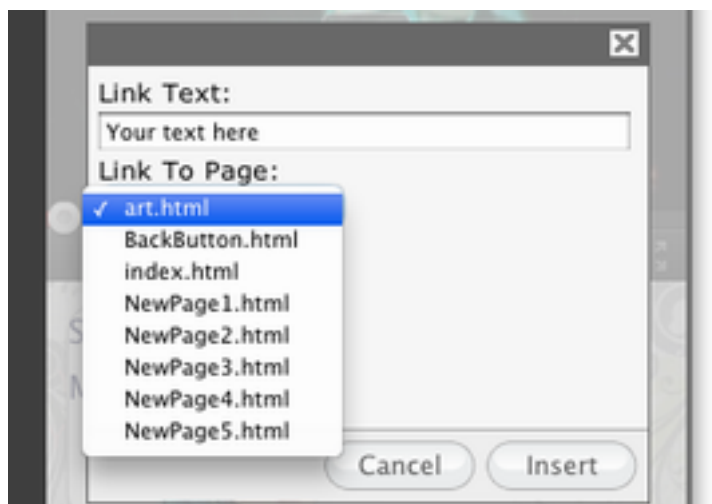 Link Text:
Your text here
Link To Page:
✓ art.html
BackButton.html
index.html
NewPage1.html
NewPage2.html
NewPage3.html
NewPage4.html
NewPage5.html
Cancel Insert